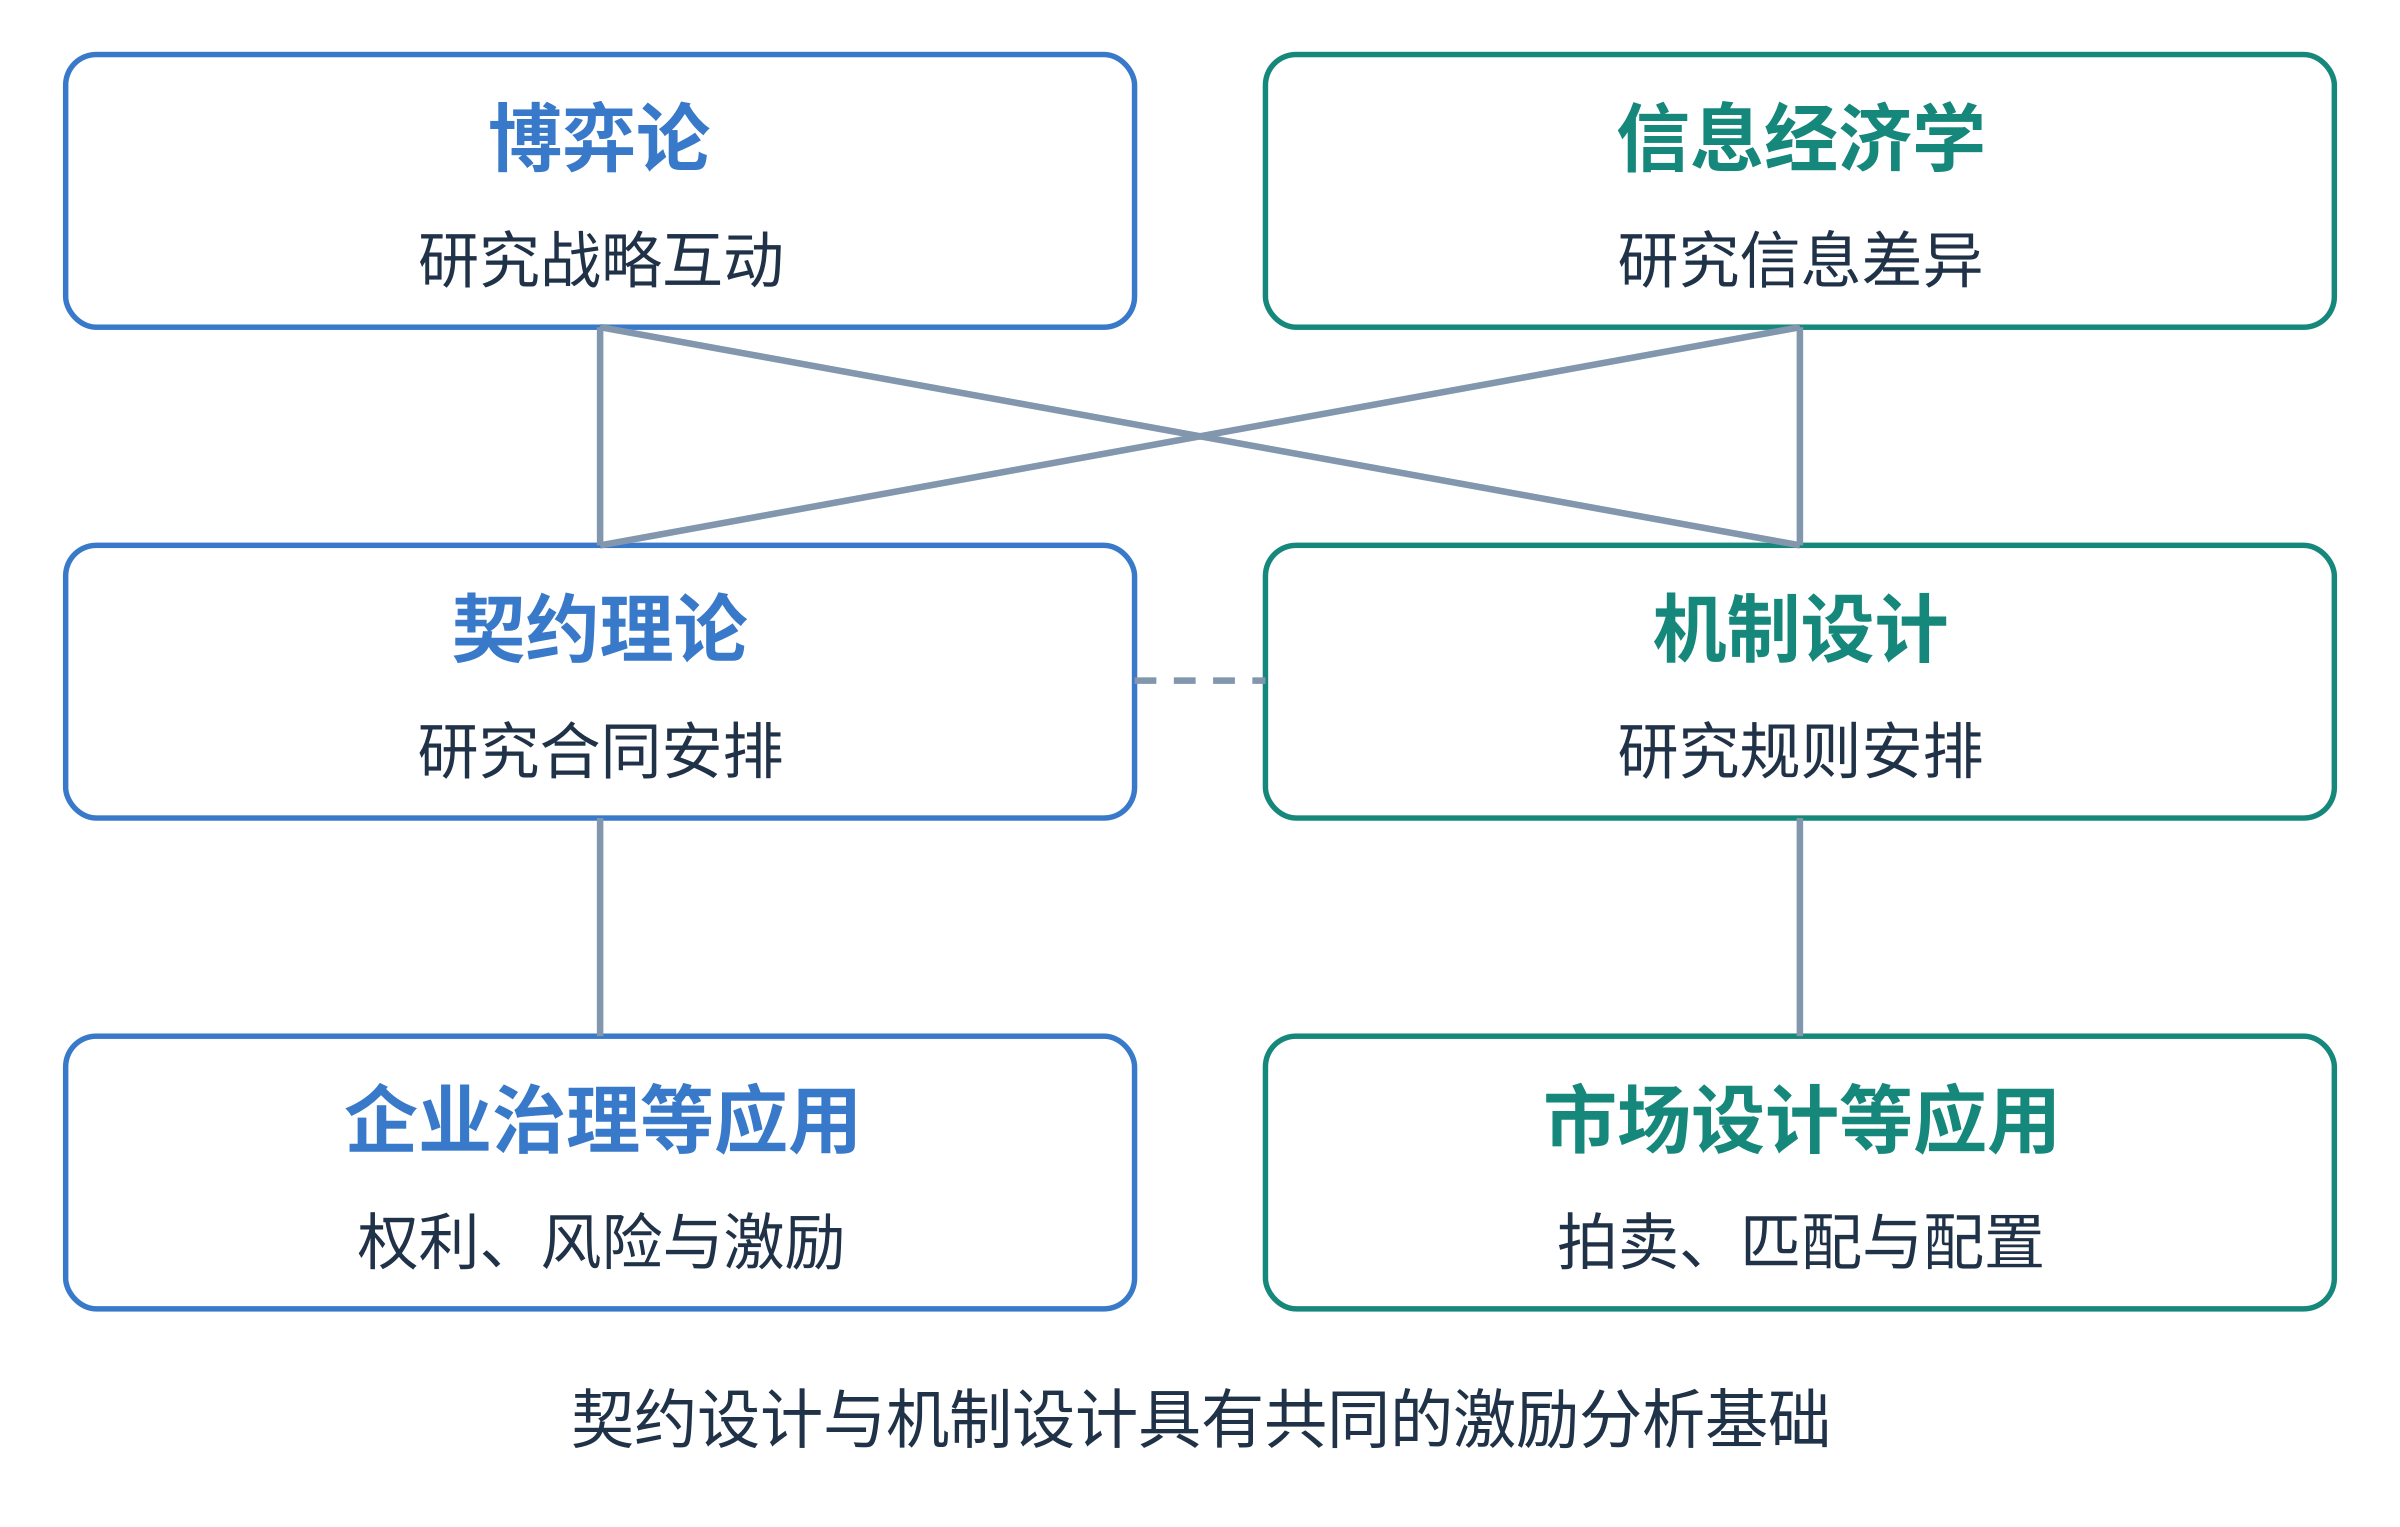 博弈论
研究战略互动
信息经济学
研究信息差异
契约理论
研究合同安排
机制设计
研究规则安排
企业治理等应用
权利、风险与激励
市场设计等应用
拍卖、匹配与配置
契约设计与机制设计具有共同的激励分析基础